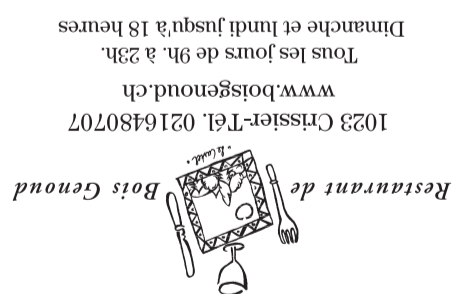 Restaurant de Bois Genoud
1023 Crissier-Tél. 0216480707
www.boisgenoud.ch
Tous les jours de 9h. à 23h.
Dimanche et lundi jusqu'à 18 heures